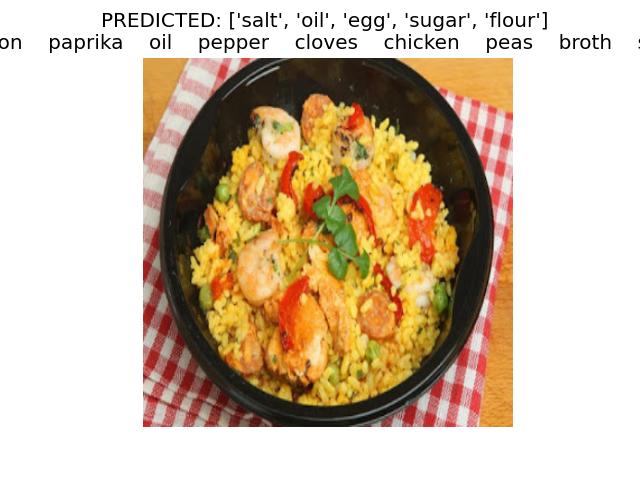 PREDICTED: ['salt', 'oil', 'egg', 'sugar', 'flour']
paprika oil pepper cloves chicken peas broth